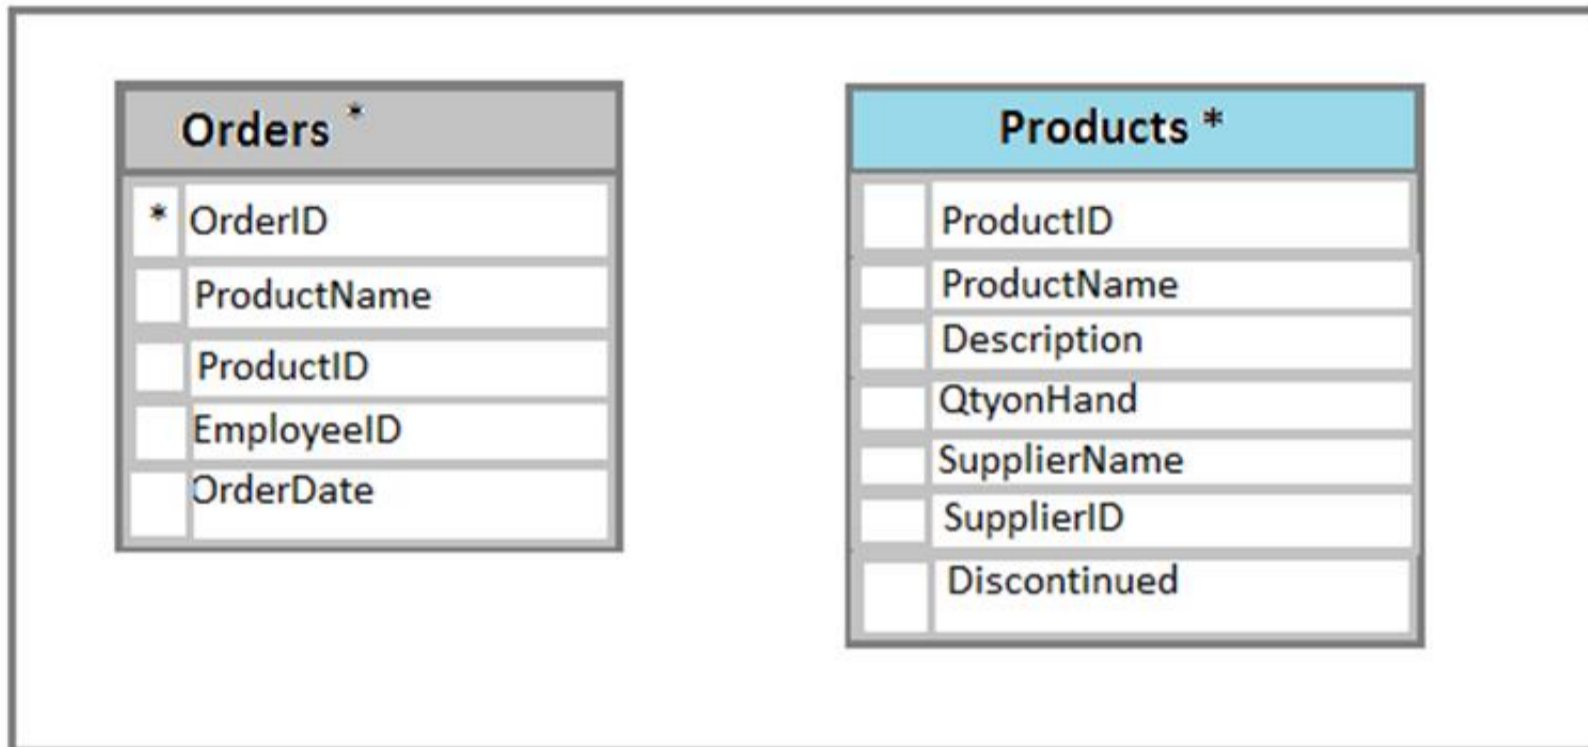 Orders *
* OrderID
ProductName
ProductID
EmployeeID
OrderDate
Products *
ProductID
ProductName
Description
QtyonHand
SupplierName
SupplierID
Discontinued